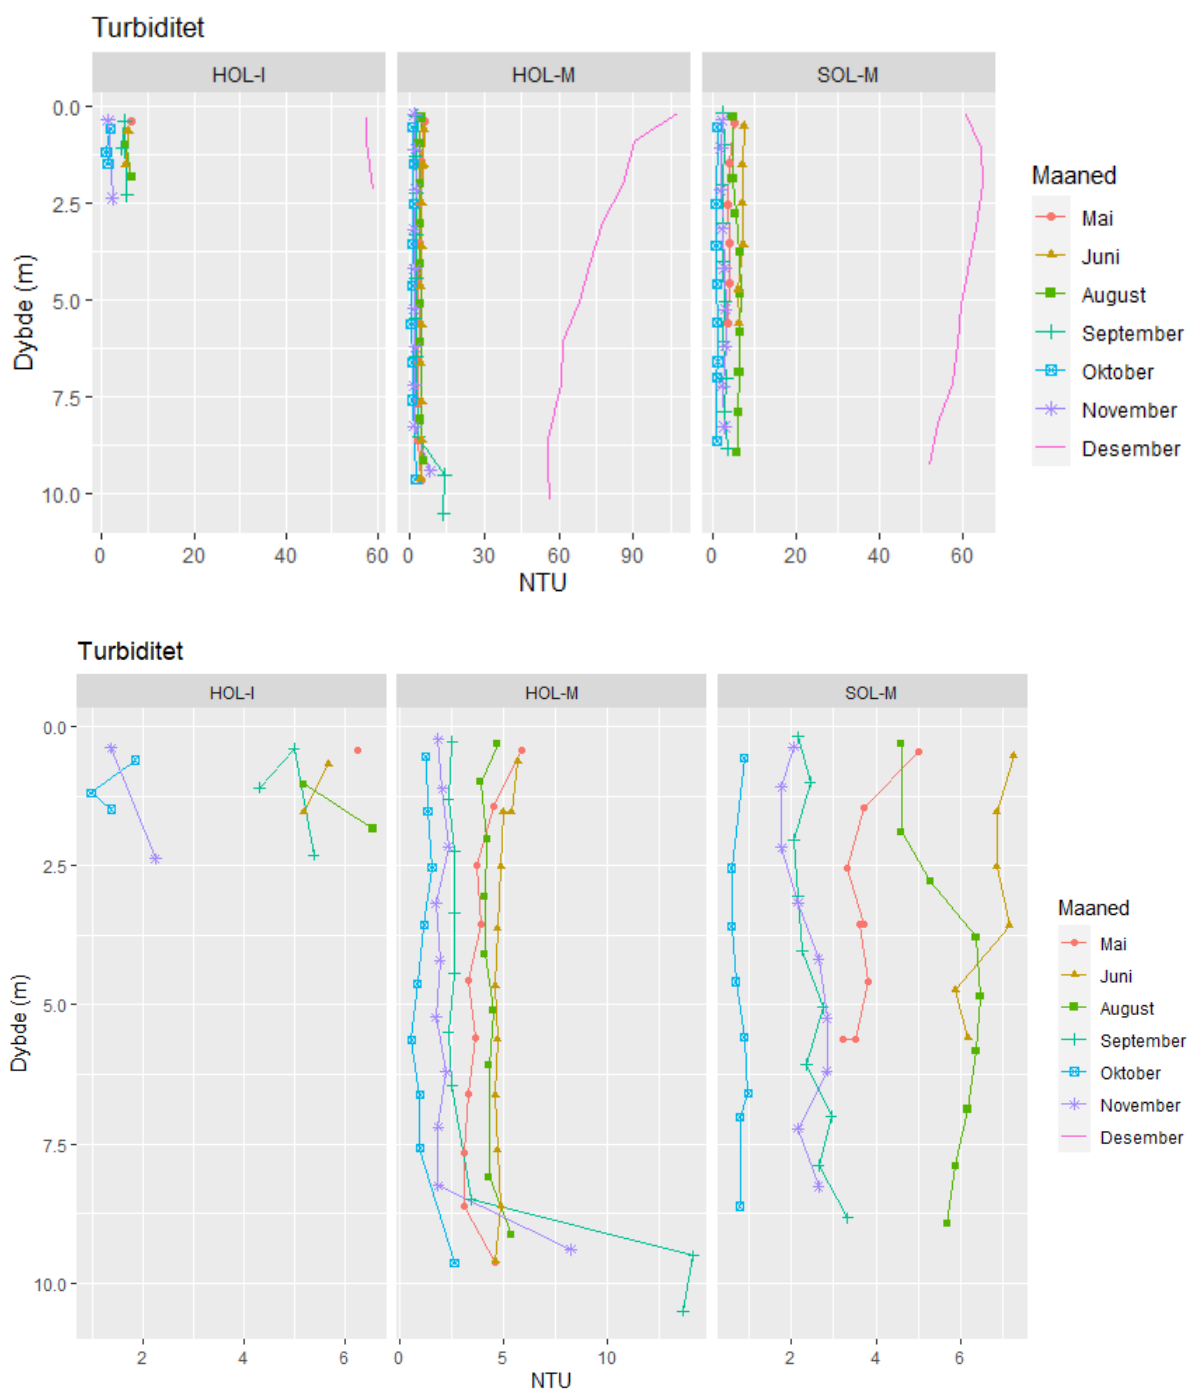 Turbiditet
HOL-I HOL-M SOL-M
0.0
2.5
5.0
7.5
10.0
Dybde (m)
0 20 40 60 0 30 60 90 0 20 40 60
NTU
Maaned
Mai
Juni
August
September
Oktober
November
Desember
Turbiditet
HOL-I HOL-M SOL-M
0.0
2.5
5.0
7.5
10.0
Dybde (m)
2 4 6 0 5 10 2 4 6
NTU
Maaned
Mai
Juni
August
September
Oktober
November
Desember